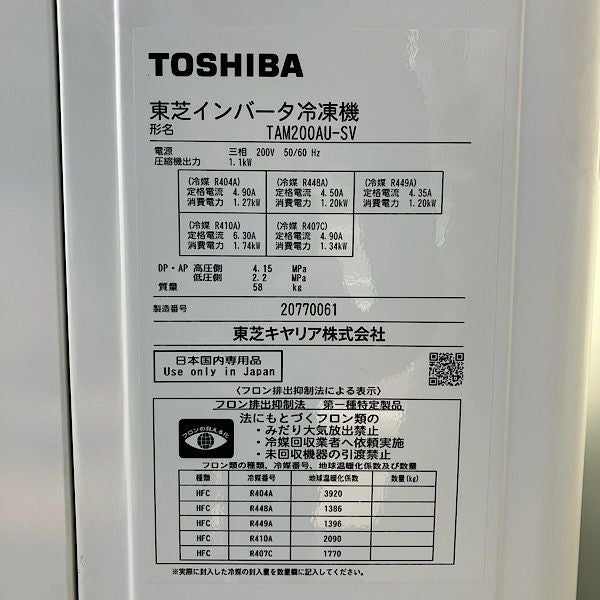 TOSHIBA
東芝インバータ冷凍機
形名 TAM200AU-SV
電源 三相 200V 50/60 Hz
圧縮機出力 1.1kW
(冷媒 R404A) (冷媒 R448A) (冷媒 R449A)
定格電流 4.90A 定格電流 4.50A 定格電流 4.35A
消費電力 1.27kW 消費電力 1.20kW 消費電力 1.20kW
(冷媒 R410A) (冷媒 R407C)
定格電流 6.30A 定格電流 4.90A
消費電力 1.74kW 消費電力 1.34kW
DP・AP 高圧側 4.15 MPa
低圧側 2.2 MPa
質量 58 kg
製造番号 20770061
東芝キヤリア株式会社
日本国内専用品
Use only in Japan
〈フロン排出抑制法による表示〉
フロン排出抑制法 第一種特定製品
法にもとづくフロン類の
・みだり大気放出禁止
・冷媒回収業者へ依頼実施
・未回収機器の引渡禁止
フロンの見える化
フロン類の種類、冷媒番号、地球温暖化係数及び数量
種類 冷媒番号 地球温暖化係数 数量(kg)
HFC R404A 3920
HFC R448A 1386
HFC R449A 1396
HFC R410A 2090
HFC R407C 1770
※実際に封入した冷媒の封入量を数量欄に記入してください。